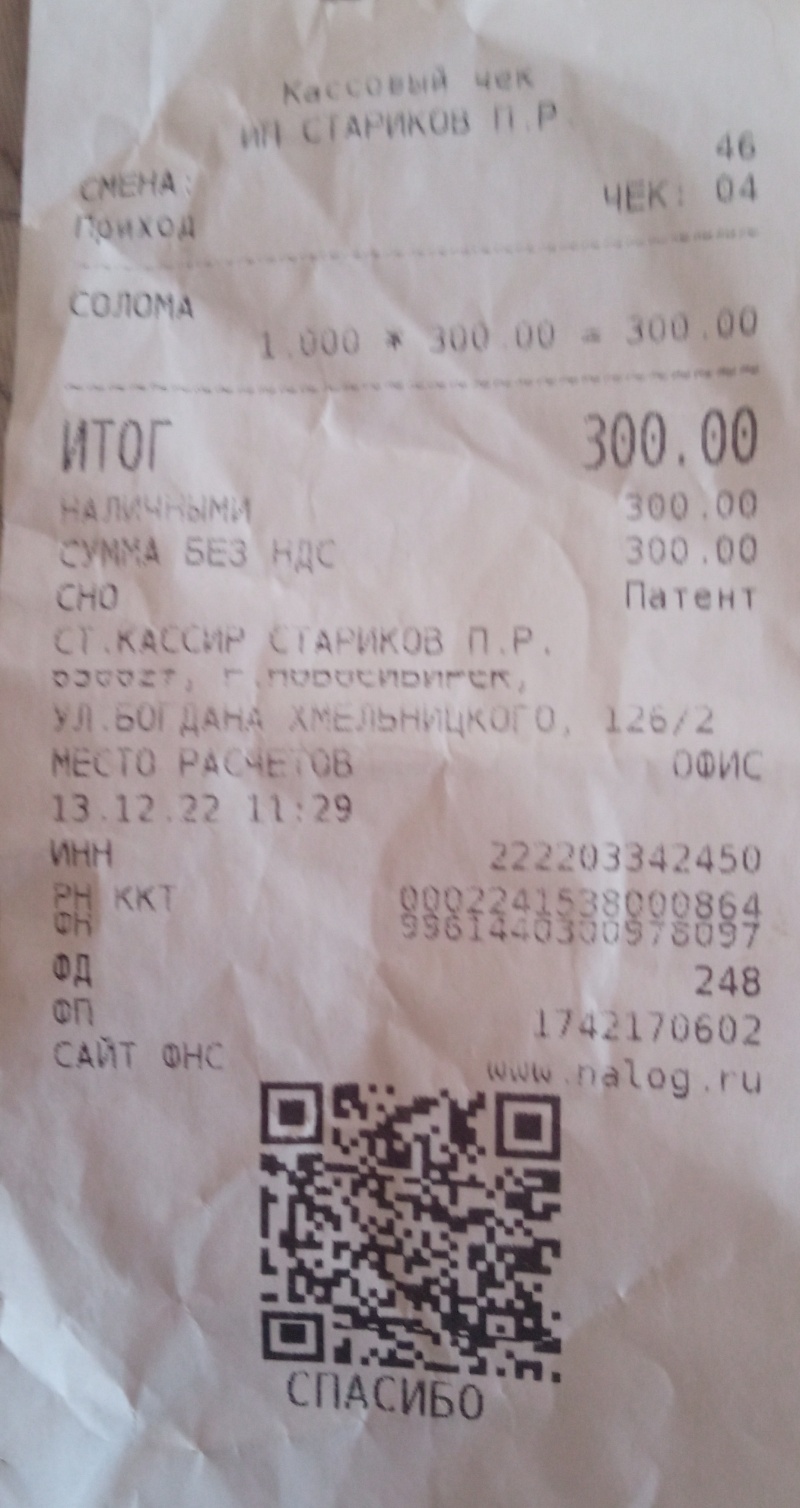 Кассовый чек
ИП СТАРИКОВ П.Р.
СМЕНА: 46
Приход ЧЕК: 04
СОЛОМА
1.000 * 300.00 = 300.00
ИТОГ 300.00
НАЛИЧНЫМИ 300.00
СУММА БЕЗ НДС 300.00
СНО Патент
СТ.КАССИР СТАРИКОВ П.Р.
г.Новосибирск,
УЛ.БОГДАНА ХМЕЛЬНИЦКОГО, 126/2
МЕСТО РАСЧЕТОВ ОФИС
13.12.22 11:29
ИНН 222203342450
РН ККТ 0002241538000864
ФН 9961440300978097
ФД 248
ФП 1742170602
САЙТ ФНС www.nalog.ru
СПАСИБО